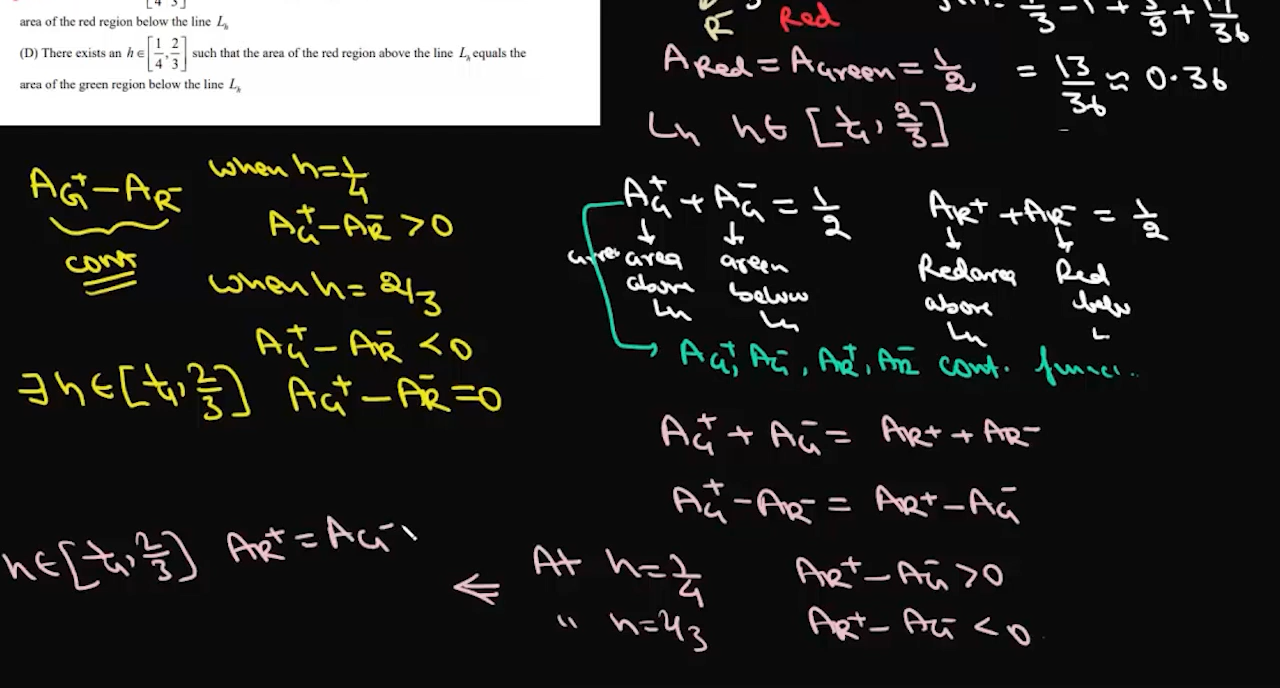 area of the red region below the line L_h
(D) There exists an h ∈ [1/4, 2/3] such that the area of the red region above the line L_h equals the
area of the green region below the line L_h
Red
A_Red = A_Green = 1/2
= 13/36 ≈ 0.36
L_h h ∈ [1/4, 2/3]
A_G^+ - A_R^-
cont
when h = 1/4
A_G^+ - A_R^- > 0
when h = 2/3
A_G^+ - A_R^- < 0
∃ h ∈ [1/4, 2/3] A_G^+ - A_R^- = 0
A_G^+ + A_G^- = 1/2
A_R^+ + A_R^- = 1/2
area above L_h
green below L_h
Red area above L_h
Red below L
A_G^+, A_G^-, A_R^+, A_R^- cont. func...
A_G^+ + A_G^- = A_R^+ + A_R^-
A_G^+ - A_R^- = A_R^+ - A_G^-
At h = 1/4 A_R^+ - A_G^- > 0
" h = 2/3 A_R^+ - A_G^- < 0
⇐
h ∈ [1/4, 2/3] A_R^+ = A_G^-